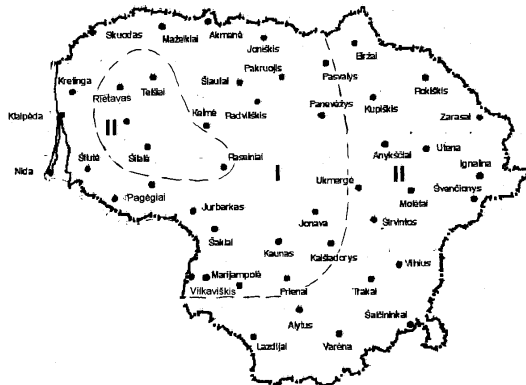 Skuodas
Mažeikiai
Akmanė
Joniškis
Biržai
Pakruojis
Pasvalys
Kretinga
Rietavas
Telšiai
Šiauliai
Rokiškis
Radviliškis
Panevėžys
Kupiškis
Klaipėda
II
Kelmė
Zarasai
Anykščiai
Utena
Šilutė
Šilalė
Raseiniai
I
II
Ignalina
Nida
Pagėgiai
Ukmergė
Molėtai
Švenčionys
Jurbarkas
Jonava
Širvintos
Šakiai
Kaunas
Kaišiadorys
Vilnius
Marijampolė
Vilkaviškis
Prienai
Trakai
Alytus
Šalčininkai
Lazdijai
Varėna